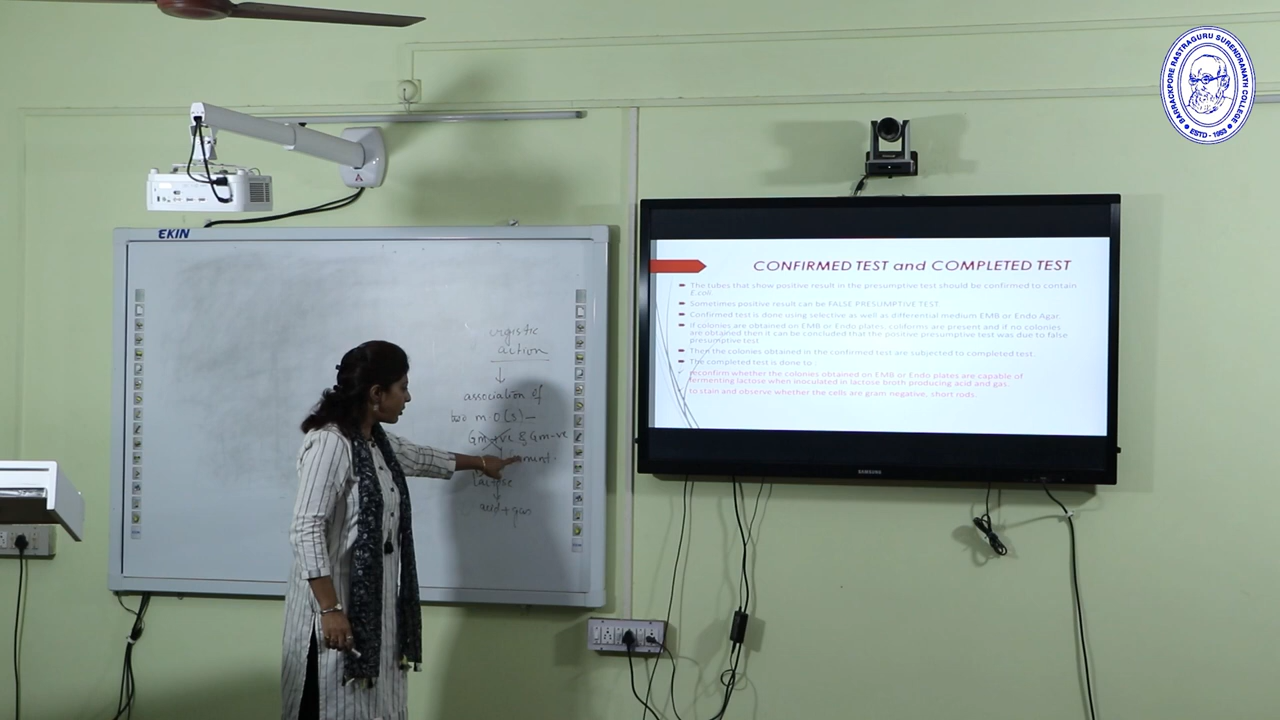 BARRACKPORE RASTRAGURU SURENDRANATH COLLEGE
ESTD - 1953
EKIN
ergistic
action
association of
two m.O(s) —
Gm +ve & Gm -ve
ferment.
lactose
acid + gas
CONFIRMED TEST and COMPLETED TEST
The tubes that show positive result in the presumptive test should be confirmed to contain
E.coli.
Sometimes positive result can be FALSE PRESUMPTIVE TEST
Confirmed test is done using selective as well as differential medium EMB or Endo Agar.
If colonies are obtained on EMB or Endo plates, coliforms are present and if no colonies
are obtained then it can be concluded that the positive presumptive test was due to false
presumptive test
Then the colonies obtained in the confirmed test are subjected to completed test.
The completed test is done to
reconfirm whether the colonies obtained on EMB or Endo plates are capable of
fermenting lactose when inoculated in lactose broth producing acid and gas.
to stain and observe whether the cells are gram negative, short rods.
SAMSUNG